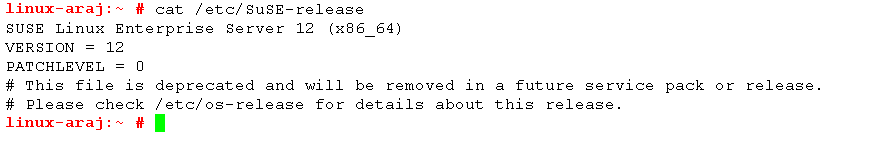 linux-araj:~ # cat /etc/SuSE-release
SUSE Linux Enterprise Server 12 (x86_64)
VERSION = 12
PATCHLEVEL = 0
# This file is deprecated and will be removed in a future service pack or release.
# Please check /etc/os-release for details about this release.
linux-araj:~ #